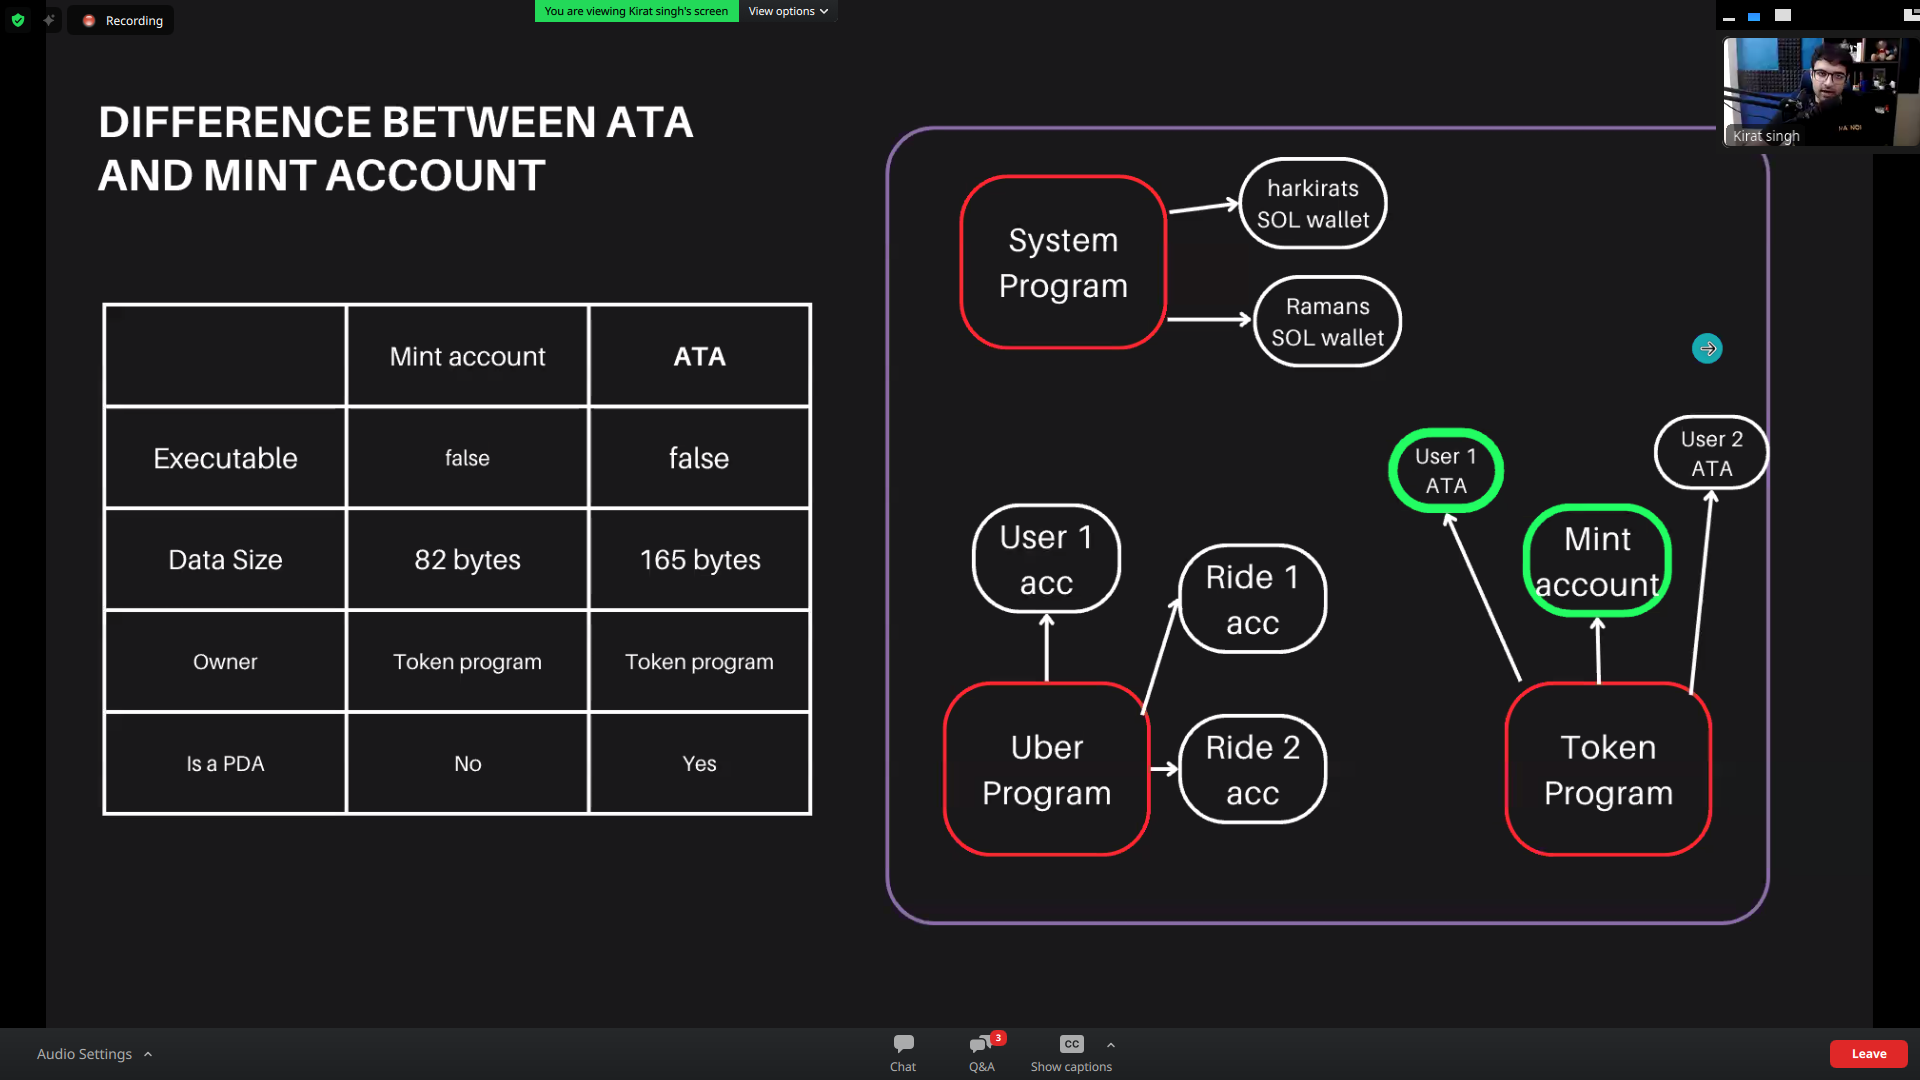 Recording
You are viewing Kirat singh's screen
View options
Kirat singh
DIFFERENCE BETWEEN ATA
AND MINT ACCOUNT
Mint account
ATA
Executable
false
false
Data Size
82 bytes
165 bytes
Owner
Token program
Token program
Is a PDA
No
Yes
System
Program
harkirats
SOL wallet
Ramans
SOL wallet
User 1
ATA
User 2
ATA
User 1
acc
Ride 1
acc
Mint
account
Uber
Program
Ride 2
acc
Token
Program
Audio Settings
Chat
3
Q&A
CC
Show captions
Leave